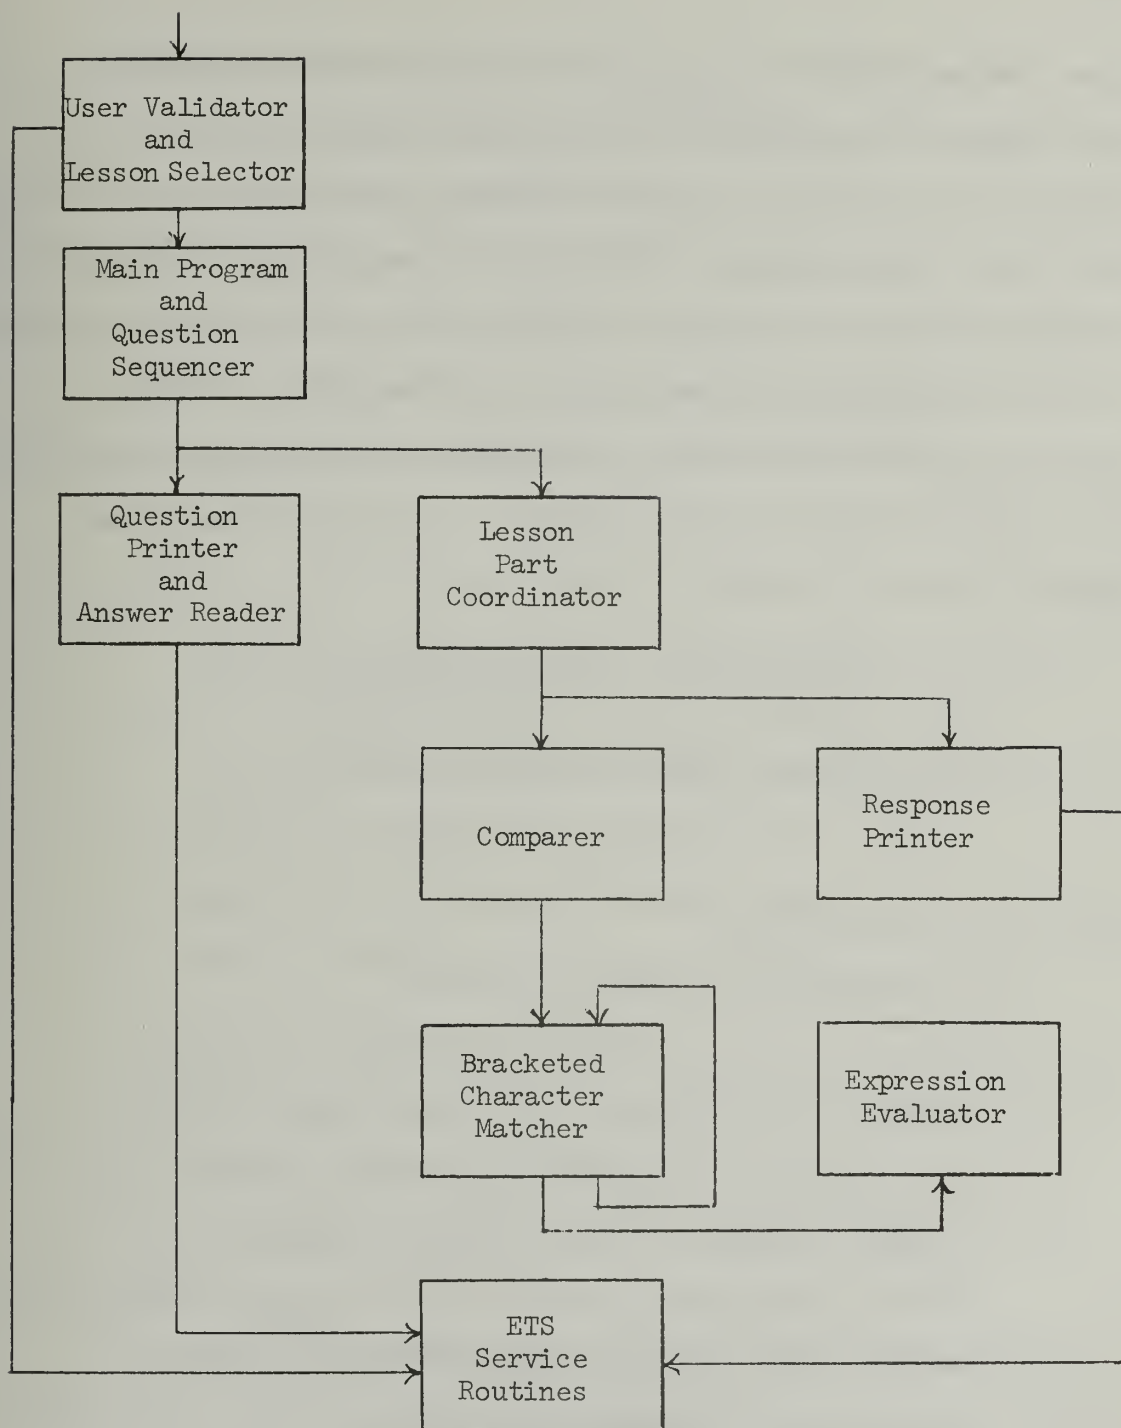 User Validator
and
Lesson Selector
Main Program
and
Question
Sequencer
Question
Printer
and
Answer Reader
Lesson
Part
Coordinator
Comparer
Response
Printer
Bracketed
Character
Matcher
Expression
Evaluator
ETS
Service
Routines